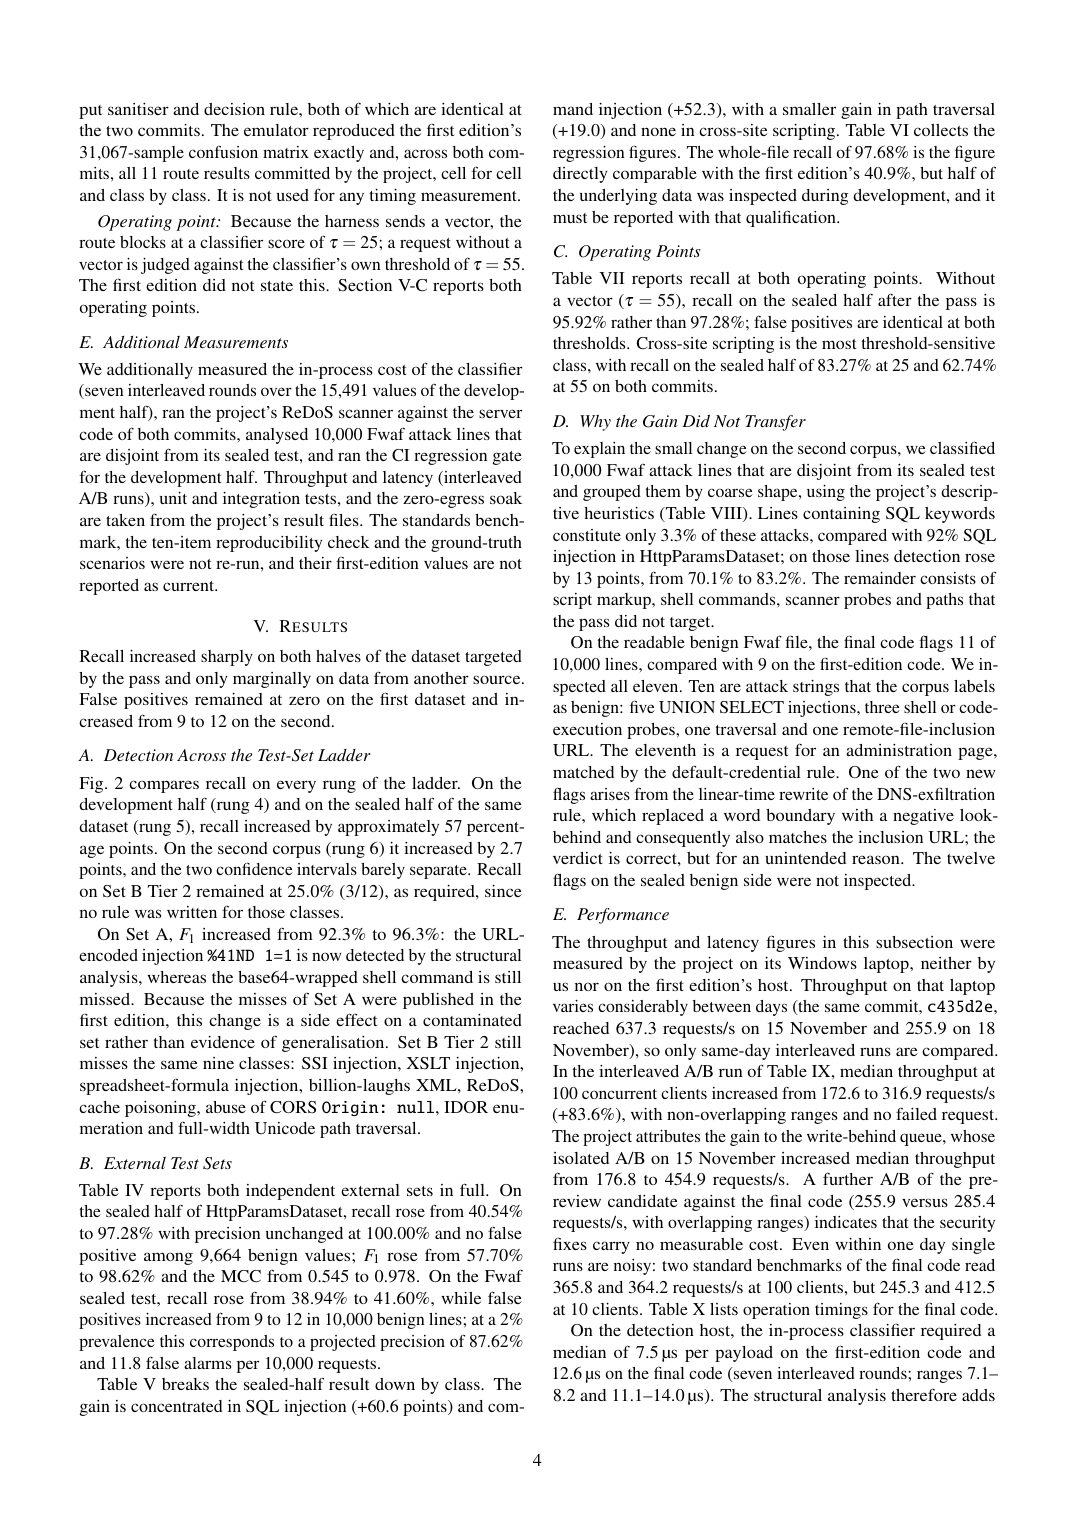 put sanitiser and decision rule, both of which are identical at
the two commits. The emulator reproduced the first edition's
31,067-sample confusion matrix exactly and, across both com-
mits, all 11 route results committed by the project, cell for cell
and class by class. It is not used for any timing measurement.
Operating point: Because the harness sends a vector, the
route blocks at a classifier score of τ = 25; a request without a
vector is judged against the classifier's own threshold of τ = 55.
The first edition did not state this. Section V-C reports both
operating points.
E. Additional Measurements
We additionally measured the in-process cost of the classifier
(seven interleaved rounds over the 15,491 values of the develop-
ment half), ran the project's ReDoS scanner against the server
code of both commits, analysed 10,000 Fwaf attack lines that
are disjoint from its sealed test, and ran the CI regression gate
for the development half. Throughput and latency (interleaved
A/B runs), unit and integration tests, and the zero-egress soak
are taken from the project's result files. The standards bench-
mark, the ten-item reproducibility check and the ground-truth
scenarios were not re-run, and their first-edition values are not
reported as current.
V. RESULTS
Recall increased sharply on both halves of the dataset targeted
by the pass and only marginally on data from another source.
False positives remained at zero on the first dataset and in-
creased from 9 to 12 on the second.
A. Detection Across the Test-Set Ladder
Fig. 2 compares recall on every rung of the ladder. On the
development half (rung 4) and on the sealed half of the same
dataset (rung 5), recall increased by approximately 57 percent-
age points. On the second corpus (rung 6) it increased by 2.7
points, and the two confidence intervals barely separate. Recall
on Set B Tier 2 remained at 25.0% (3/12), as required, since
no rule was written for those classes.
On Set A, F1 increased from 92.3% to 96.3%: the URL-
encoded injection %41ND 1=1 is now detected by the structural
analysis, whereas the base64-wrapped shell command is still
missed. Because the misses of Set A were published in the
first edition, this change is a side effect on a contaminated
set rather than evidence of generalisation. Set B Tier 2 still
misses the same nine classes: SSI injection, XSLT injection,
spreadsheet-formula injection, billion-laughs XML, ReDoS,
cache poisoning, abuse of CORS Origin: null, IDOR enu-
meration and full-width Unicode path traversal.
B. External Test Sets
Table IV reports both independent external sets in full. On
the sealed half of HttpParamsDataset, recall rose from 40.54%
to 97.28% with precision unchanged at 100.00% and no false
positive among 9,664 benign values; F1 rose from 57.70%
to 98.62% and the MCC from 0.545 to 0.978. On the Fwaf
sealed test, recall rose from 38.94% to 41.60%, while false
positives increased from 9 to 12 in 10,000 benign lines; at a 2%
prevalence this corresponds to a projected precision of 87.62%
and 11.8 false alarms per 10,000 requests.
Table V breaks the sealed-half result down by class. The
gain is concentrated in SQL injection (+60.6 points) and com-
mand injection (+52.3), with a smaller gain in path traversal
(+19.0) and none in cross-site scripting. Table VI collects the
regression figures. The whole-file recall of 97.68% is the figure
directly comparable with the first edition's 40.9%, but half of
the underlying data was inspected during development, and it
must be reported with that qualification.
C. Operating Points
Table VII reports recall at both operating points. Without
a vector (τ = 55), recall on the sealed half after the pass is
95.92% rather than 97.28%; false positives are identical at both
thresholds. Cross-site scripting is the most threshold-sensitive
class, with recall on the sealed half of 83.27% at 25 and 62.74%
at 55 on both commits.
D. Why the Gain Did Not Transfer
To explain the small change on the second corpus, we classified
10,000 Fwaf attack lines that are disjoint from its sealed test
and grouped them by coarse shape, using the project's descrip-
tive heuristics (Table VIII). Lines containing SQL keywords
constitute only 3.3% of these attacks, compared with 92% SQL
injection in HttpParamsDataset; on those lines detection rose
by 13 points, from 70.1% to 83.2%. The remainder consists of
script markup, shell commands, scanner probes and paths that
the pass did not target.
On the readable benign Fwaf file, the final code flags 11 of
10,000 lines, compared with 9 on the first-edition code. We in-
spected all eleven. Ten are attack strings that the corpus labels
as benign: five UNION SELECT injections, three shell or code-
execution probes, one traversal and one remote-file-inclusion
URL. The eleventh is a request for an administration page,
matched by the default-credential rule. One of the two new
flags arises from the linear-time rewrite of the DNS-exfiltration
rule, which replaced a word boundary with a negative look-
behind and consequently also matches the inclusion URL; the
verdict is correct, but for an unintended reason. The twelve
flags on the sealed benign side were not inspected.
E. Performance
The throughput and latency figures in this subsection were
measured by the project on its Windows laptop, neither by
us nor on the first edition's host. Throughput on that laptop
varies considerably between days (the same commit, c435d2e,
reached 637.3 requests/s on 15 November and 255.9 on 18
November), so only same-day interleaved runs are compared.
In the interleaved A/B run of Table IX, median throughput at
100 concurrent clients increased from 172.6 to 316.9 requests/s
(+83.6%), with non-overlapping ranges and no failed request.
The project attributes the gain to the write-behind queue, whose
isolated A/B on 15 November increased median throughput
from 176.8 to 454.9 requests/s. A further A/B of the pre-
review candidate against the final code (255.9 versus 285.4
requests/s, with overlapping ranges) indicates that the security
fixes carry no measurable cost. Even within one day single
runs are noisy: two standard benchmarks of the final code read
365.8 and 364.2 requests/s at 100 clients, but 245.3 and 412.5
at 10 clients. Table X lists operation timings for the final code.
On the detection host, the in-process classifier required a
median of 7.5 µs per payload on the first-edition code and
12.6 µs on the final code (seven interleaved rounds; ranges 7.1–
8.2 and 11.1–14.0 µs). The structural analysis therefore adds
4